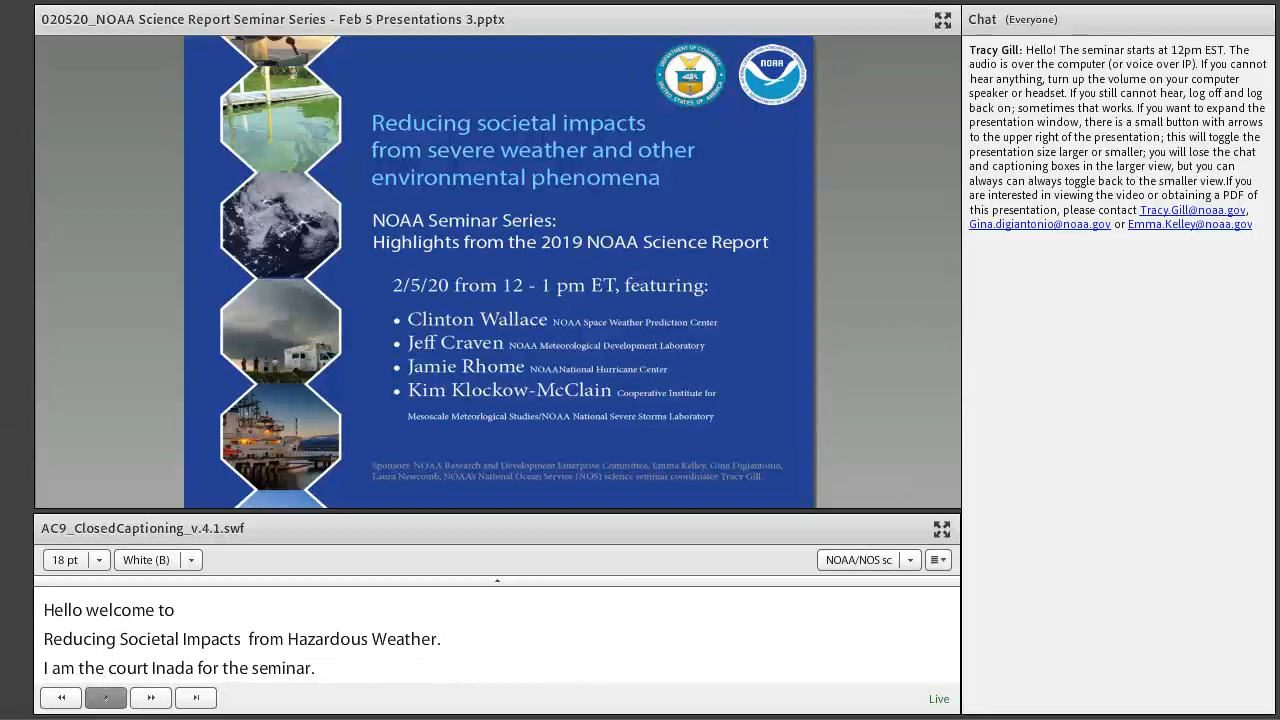 020520_NOAA Science Report Seminar Series - Feb 5 Presentations 3.pptx
NOAA
Reducing societal impacts
from severe weather and other
environmental phenomena
NOAA Seminar Series:
Highlights from the 2019 NOAA Science Report
2/5/20 from 12 - 1 pm ET, featuring:
• Clinton Wallace NOAA Space Weather Prediction Center
• Jeff Craven NOAA Meteorological Development Laboratory
• Jamie Rhome NOAANational Hurricane Center
• Kim Klockow-McClain Cooperative Institute for
Mesoscale Meteorlogical Studies/NOAA National Severe Storms Laboratory
Sponsors: NOAA Research and Development Enterprise Committee, Emma Kelley, Gina Digiantonio,
Laura Newcomb, NOAA's National Ocean Service (NOS) science seminar coordinator Tracy Gill.
AC9_ClosedCaptioning_v.4.1.swf
18 pt
White (B)
NOAA/NOS sc
Hello welcome to
Reducing Societal Impacts from Hazardous Weather.
I am the court Inada for the seminar.
Live
Chat (Everyone)
Tracy Gill: Hello! The seminar starts at 12pm EST. The
audio is over the computer (or voice over IP). If you cannot
hear anything, turn up the volume on your computer
speaker or headset. If you still cannot hear, log off and log
back on; sometimes that works. If you want to expand the
presentation window, there is a small button with arrows
to the upper right of the presentation; this will toggle the
presentation size larger or smaller; you will lose the chat
and captioning boxes in the larger view, but you can
always can always toggle back to the smaller view.If you
are interested in viewing the video or obtaining a PDF of
this presentation, please contact Tracy.Gill@noaa.gov,
Gina.digiantonio@noaa.gov or Emma.Kelley@noaa.gov